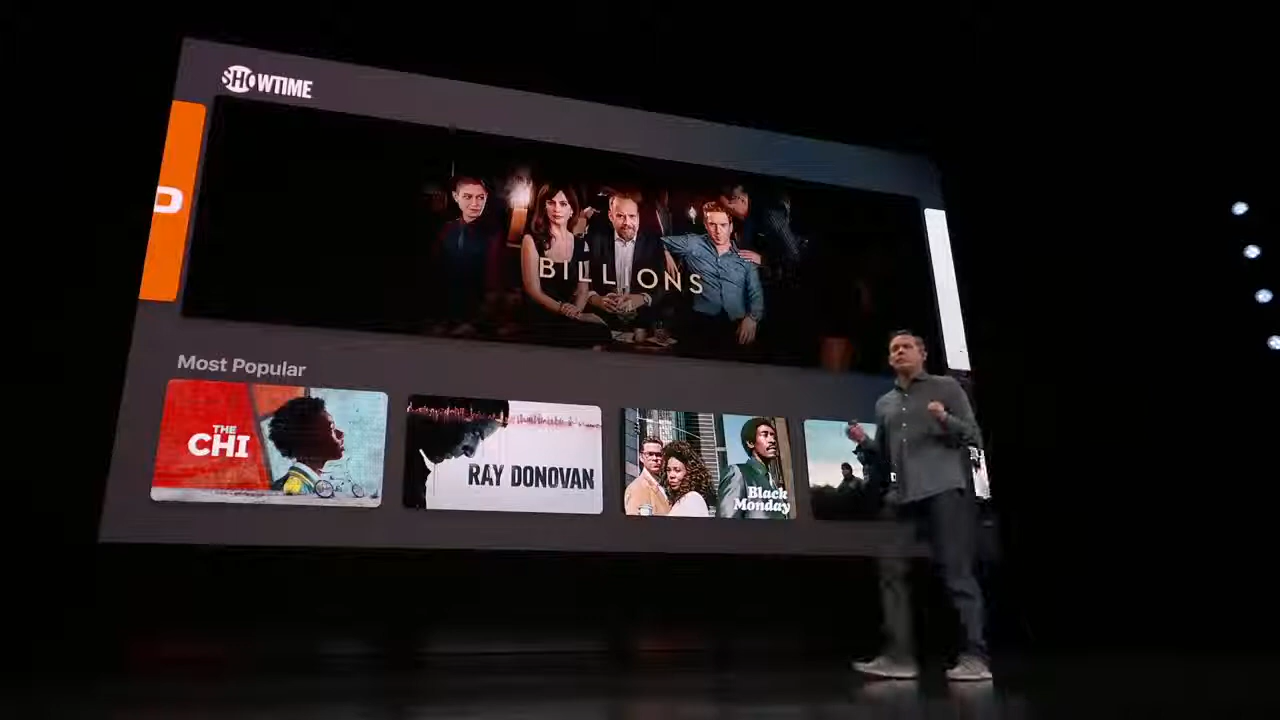 SHOWTIME
BILLIONS
Most Popular
THE
CHI
RAY DONOVAN
Black
Monday